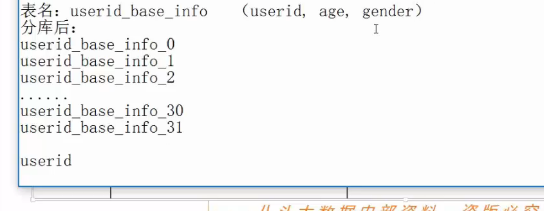 表名: userid_base_info （userid, age, gender）
分库后:
userid_base_info_0
userid_base_info_1
userid_base_info_2
......
userid_base_info_30
userid_base_info_31
userid